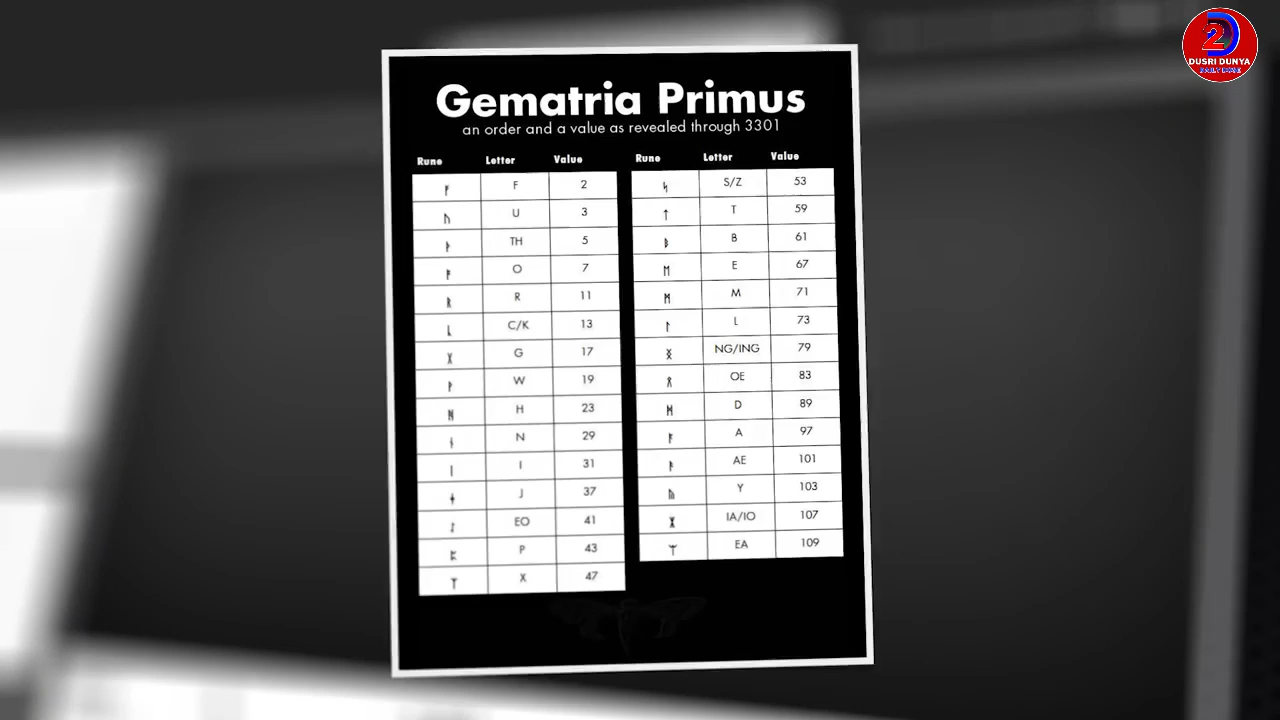 2
DUSRI DUNYA
Gematria Primus
an order and a value as revealed through 3301
Rune Letter Value
ᚠ F 2
ᚢ U 3
ᚦ TH 5
ᚩ O 7
ᚱ R 11
ᚳ C/K 13
ᚷ G 17
ᚹ W 19
ᚻ H 23
ᚾ N 29
ᛁ I 31
ᛄ J 37
ᛇ EO 41
ᛈ P 43
ᛉ X 47
Rune Letter Value
ᛋ S/Z 53
ᛏ T 59
ᛒ B 61
ᛖ E 67
ᛗ M 71
ᛚ L 73
ᛝ NG/ING 79
ᛟ OE 83
ᛞ D 89
ᚪ A 97
ᚫ AE 101
ᚣ Y 103
ᛡ IA/IO 107
ᛠ EA 109